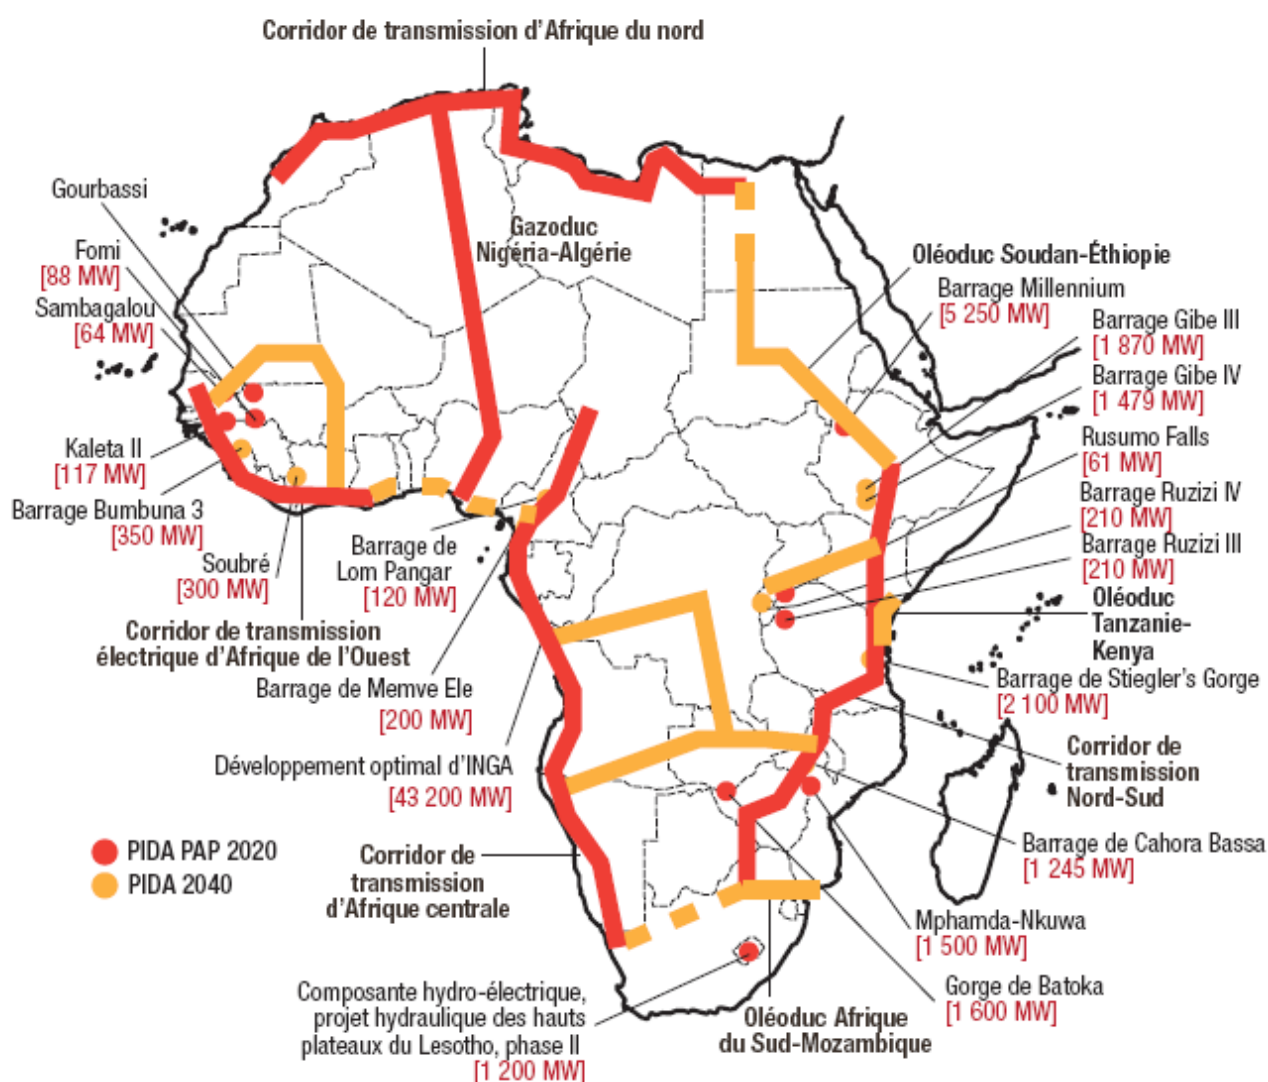 Corridor de transmission d'Afrique du nord
Gourbassi
Fomi
[88 MW]
Sambagalou
[64 MW]
Kaleta II
[117 MW]
Barrage Bumbuna 3
[350 MW]
Soubré
[300 MW]
Corridor de transmission
électrique d'Afrique de l'Ouest
Gazoduc
Nigéria-Algérie
Barrage de
Lom Pangar
[120 MW]
Barrage de Memve Ele
[200 MW]
Développement optimal d'INGA
[43 200 MW]
PIDA PAP 2020
PIDA 2040
Corridor de
transmission
d'Afrique centrale
Composante hydro-électrique,
projet hydraulique des hauts
plateaux du Lesotho, phase II
[1 200 MW]
Oléoduc Soudan-Éthiopie
Barrage Millennium
[5 250 MW]
Barrage Gibe III
[1 870 MW]
Barrage Gibe IV
[1 479 MW]
Rusumo Falls
[61 MW]
Barrage Ruzizi IV
[210 MW]
Barrage Ruzizi III
[210 MW]
Oléoduc
Tanzanie-
Kenya
Barrage de Stiegler's Gorge
[2 100 MW]
Corridor de
transmission
Nord-Sud
Barrage de Cahora Bassa
[1 245 MW]
Mphamda-Nkuwa
[1 500 MW]
Gorge de Batoka
[1 600 MW]
Oléoduc Afrique
du Sud-Mozambique